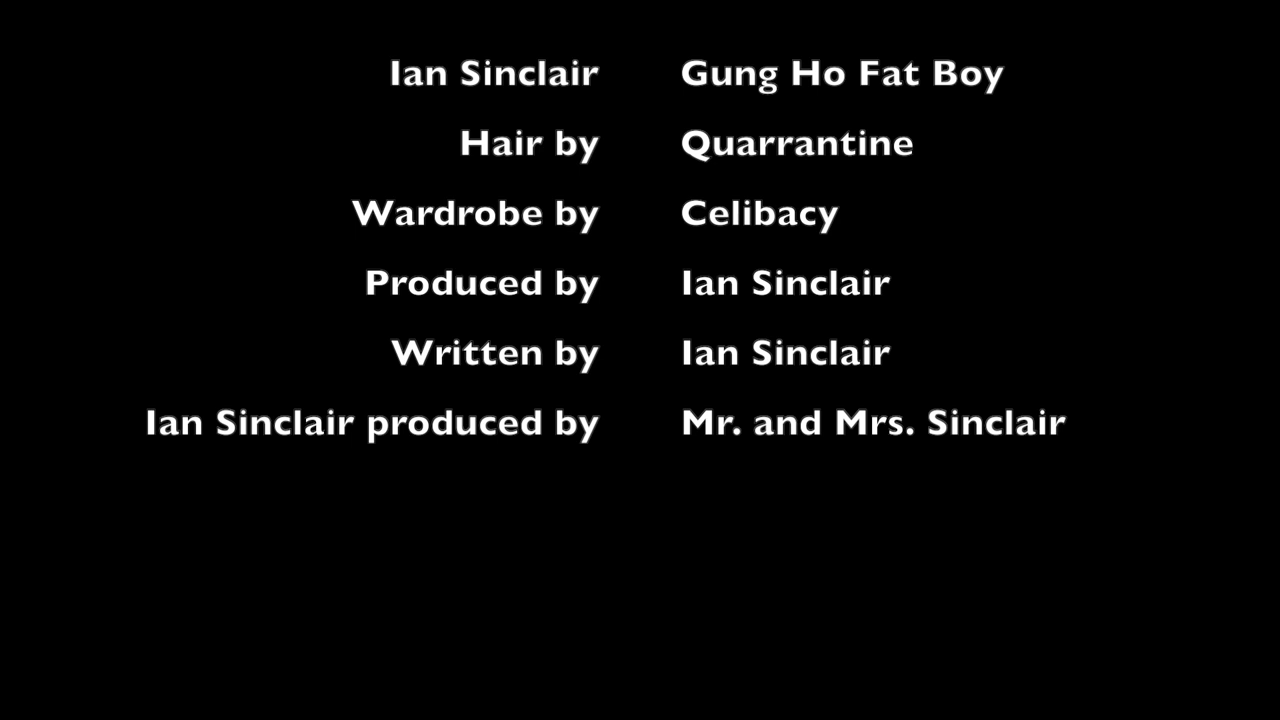 Ian Sinclair Gung Ho Fat Boy
Hair by Quarrantine
Wardrobe by Celibacy
Produced by Ian Sinclair
Written by Ian Sinclair
Ian Sinclair produced by Mr. and Mrs. Sinclair